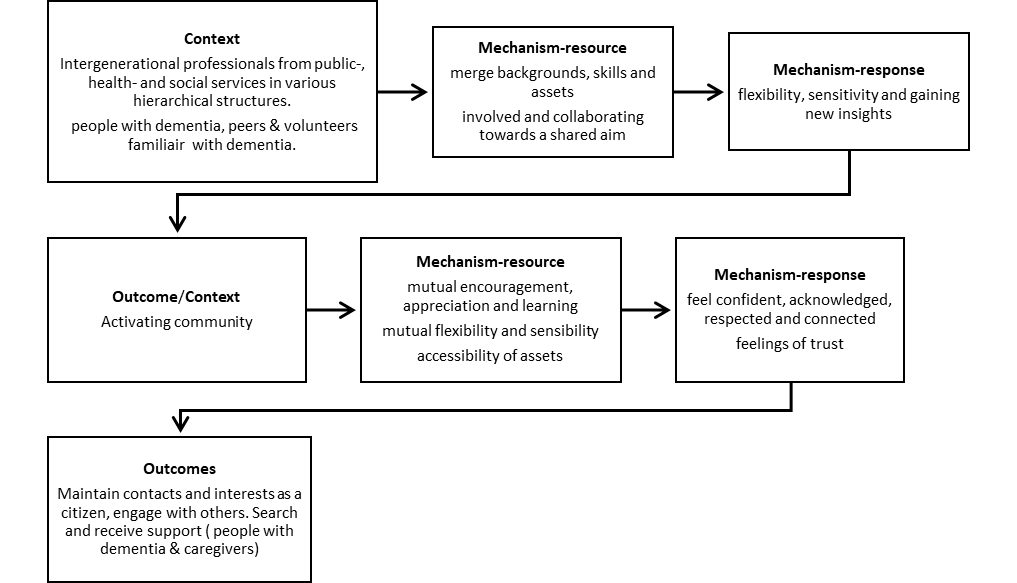 Context
Intergenerational professionals from public-,
health- and social services in various
hierarchical structures.
people with dementia, peers & volunteers
familiair with dementia.
Mechanism-resource
merge backgrounds, skills and
assets
involved and collaborating
towards a shared aim
Mechanism-response
flexibility, sensitivity and gaining
new insights
Outcome/Context
Activating community
Mechanism-resource
mutual encouragement,
appreciation and learning
mutual flexibility and sensibility
accessibility of assets
Mechanism-response
feel confident, acknowledged,
respected and connected
feelings of trust
Outcomes
Maintain contacts and interests as a
citizen, engage with others. Search
and receive support ( people with
dementia & caregivers)